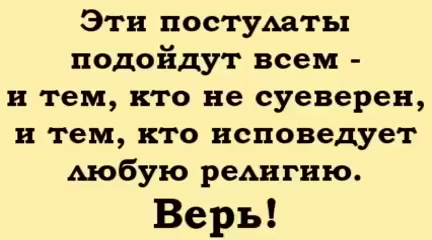 Эти постулаты
подойдут всем -
и тем, кто не суеверен,
и тем, кто исповедует
любую религию.
Верь!